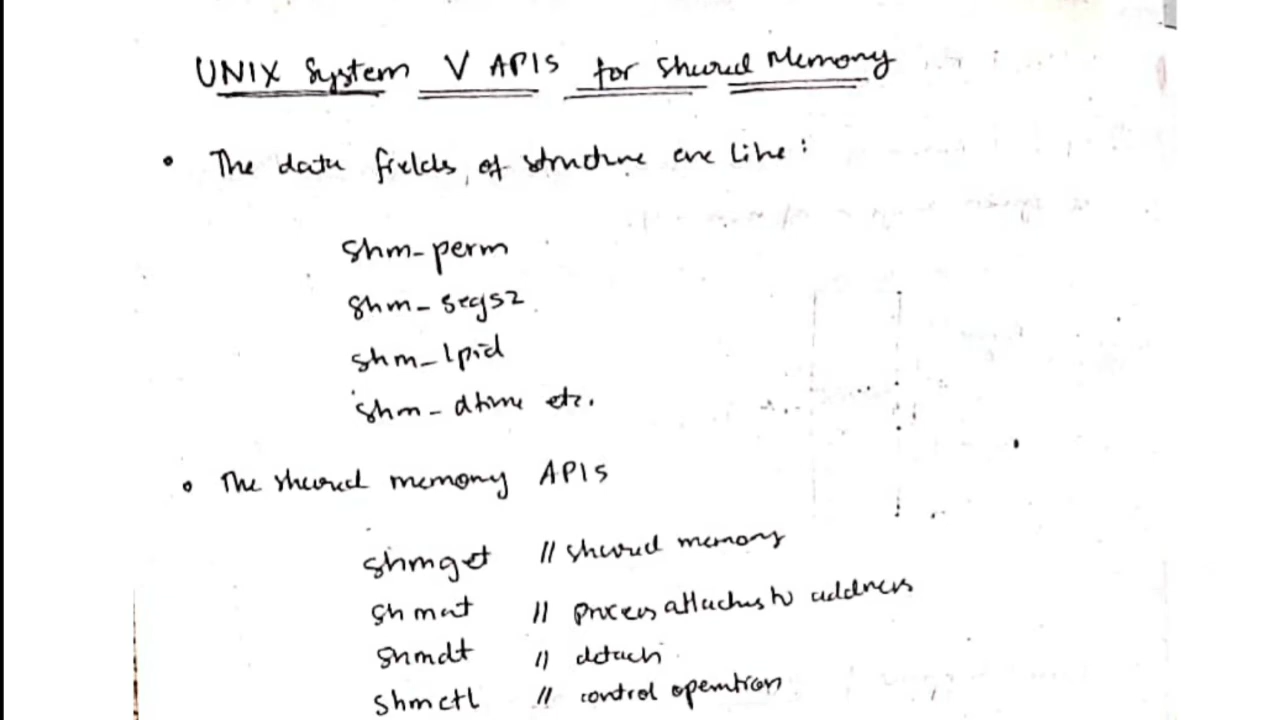 UNIX System V APIs for Shared Memory
• The data fields of structure are like:
shm-perm
shm-segsz
shm-lpid
shm-dtime etc.
• The shared memory APIs
shmget // shared memory
shmat // process attaches to address
shmdt // detach
shmctl // control operation